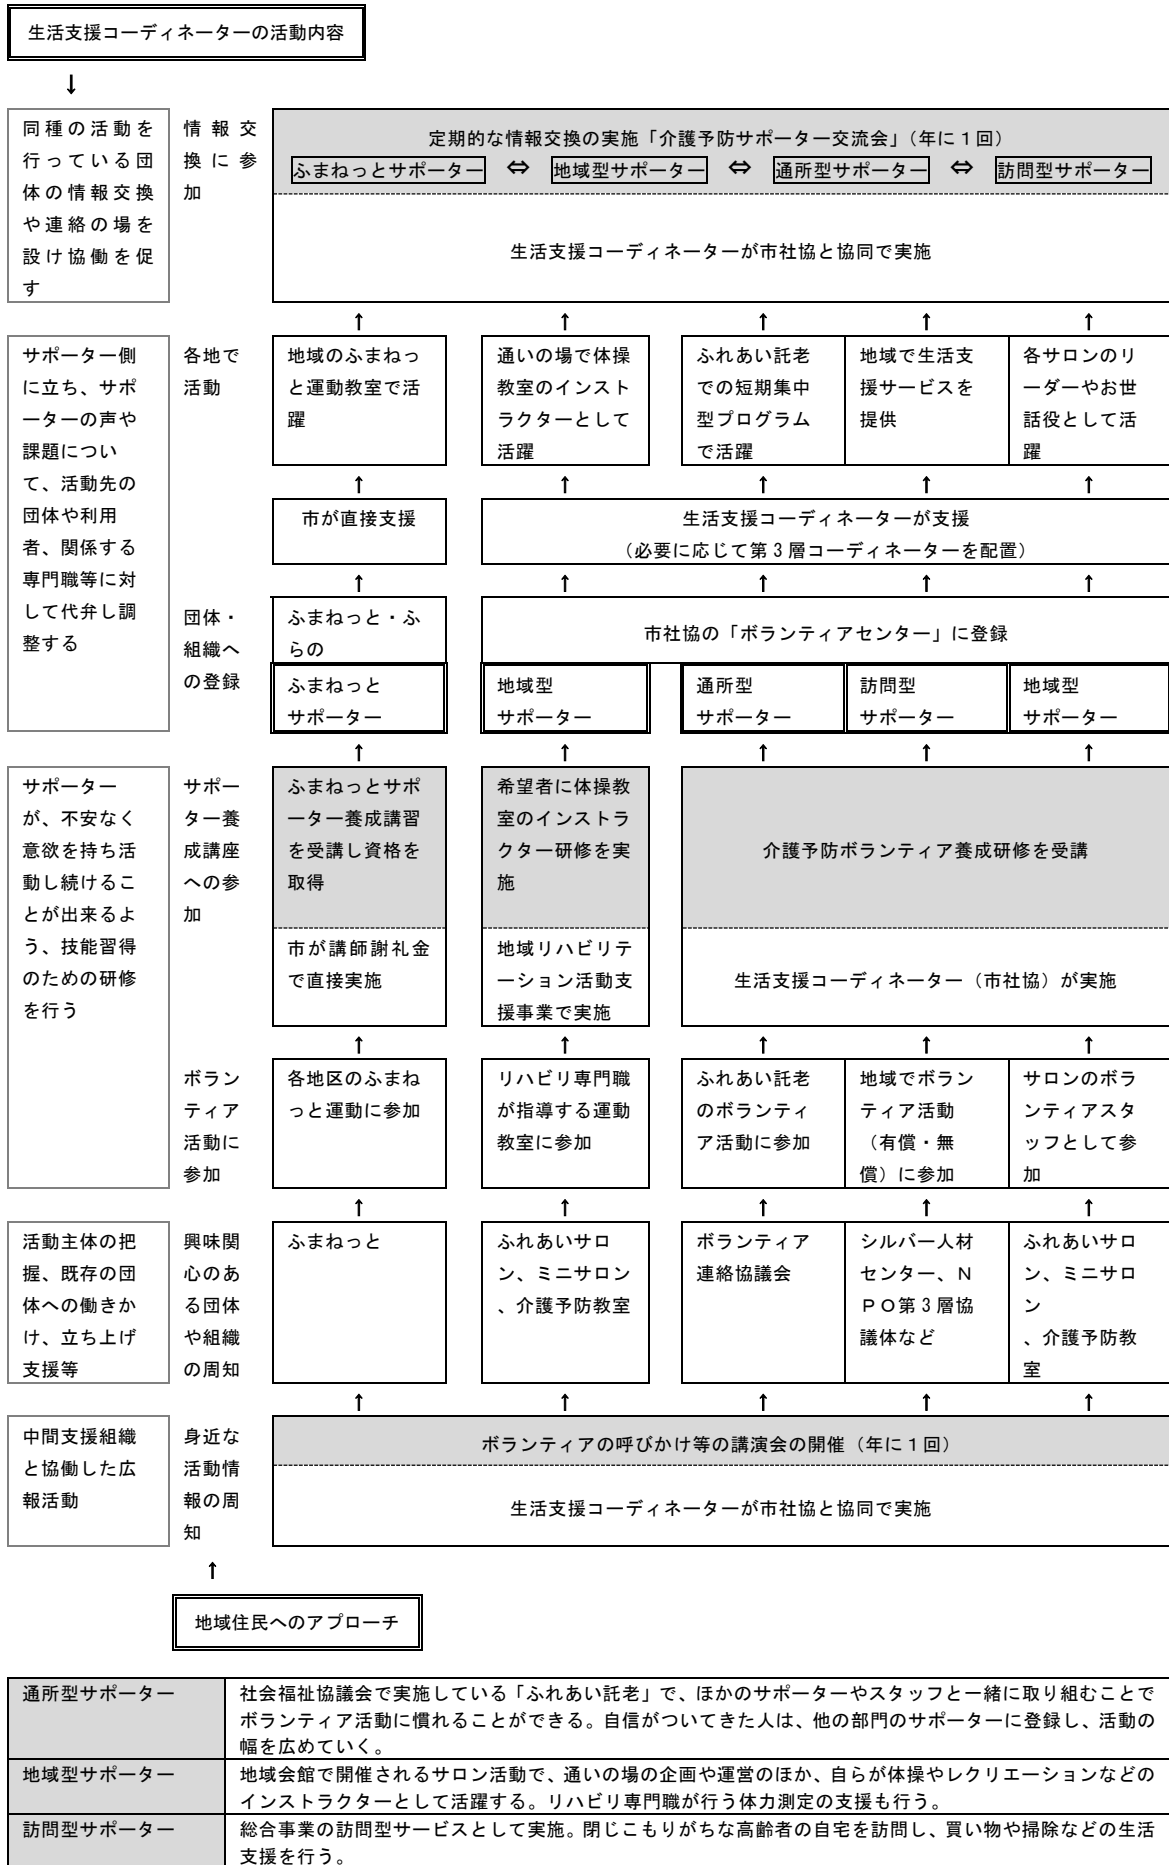 生活支援コーディネーターの活動内容
↓
同種の活動を
行っている団
体の情報交換
や連絡の場を
設け協働を促
す
情報交
換に参
加
定期的な情報交換の実施「介護予防サポーター交流会」（年に１回）
ふまねっとサポーター ⇔ 地域型サポーター ⇔ 通所型サポーター ⇔ 訪問型サポーター
生活支援コーディネーターが市社協と協同で実施
↑ ↑ ↑ ↑ ↑
サポーター側
に立ち、サポ
ーターの声や
課題につい
て、活動先の
団体や利用
者、関係する
専門職等に対
して代弁し調
整する
各地で
活動
地域のふまねっ
と運動教室で活
躍
通いの場で体操
教室のインスト
ラクターとして
活躍
ふれあい託老
での短期集中
型プログラム
で活躍
地域で生活支
援サービスを
提供
各サロンのリ
ーダーやお世
話役として活
躍
↑ ↑ ↑ ↑ ↑
市が直接支援
生活支援コーディネーターが支援
（必要に応じて第３層コーディネーターを配置）
↑ ↑ ↑ ↑ ↑
団体・
組織へ
の登録
ふまねっと・ふ
らの
市社協の「ボランティアセンター」に登録
ふまねっと
サポーター
地域型
サポーター
通所型
サポーター
訪問型
サポーター
地域型
サポーター
↑ ↑ ↑ ↑ ↑
サポーター
が、不安なく
意欲を持ち活
動し続けるこ
とが出来るよ
う、技能習得
のための研修
を行う
サポー
ター養
成講座
への参
加
ふまねっとサポ
ーター養成講習
を受講し資格を
取得
希望者に体操教
室のインストラ
クター研修を実
施
介護予防ボランティア養成研修を受講
市が講師謝礼金
で直接実施
地域リハビリテ
ーション活動支
援事業で実施
生活支援コーディネーター（市社協）が実施
↑ ↑ ↑ ↑ ↑
ボラン
ティア
活動に
参加
各地区のふまね
っと運動に参加
リハビリ専門職
が指導する運動
教室に参加
ふれあい託老
のボランティ
ア活動に参加
地域でボラン
ティア活動
（有償・無
償）に参加
サロンのボラ
ンティアスタ
ッフとして参
加
↑ ↑ ↑ ↑ ↑
活動主体の把
握、既存の団
体への働きか
け、立ち上げ
支援等
興味関
心のあ
る団体
や組織
の周知
ふまねっと
ふれあいサロ
ン、ミニサロン
、介護予防教室
ボランティア
連絡協議会
シルバー人材
センター、Ｎ
ＰＯ第３層協
議体など
ふれあいサロ
ン、ミニサロ
ン
、介護予防教
室
↑ ↑ ↑ ↑ ↑
中間支援組織
と協働した広
報活動
身近な
活動情
報の周
知
ボランティアの呼びかけ等の講演会の開催（年に１回）
生活支援コーディネーターが市社協と協同で実施
↑
地域住民へのアプローチ
通所型サポーター
社会福祉協議会で実施している「ふれあい託老」で、ほかのサポーターやスタッフと一緒に取り組むことで
ボランティア活動に慣れることができる。自信がついてきた人は、他の部門のサポーターに登録し、活動の
幅を広めていく。
地域型サポーター
地域会館で開催されるサロン活動で、通いの場の企画や運営のほか、自らが体操やレクリエーションなどの
インストラクターとして活躍する。リハビリ専門職が行う体力測定の支援も行う。
訪問型サポーター
総合事業の訪問型サービスとして実施。閉じこもりがちな高齢者の自宅を訪問し、買い物や掃除などの生活
支援を行う。